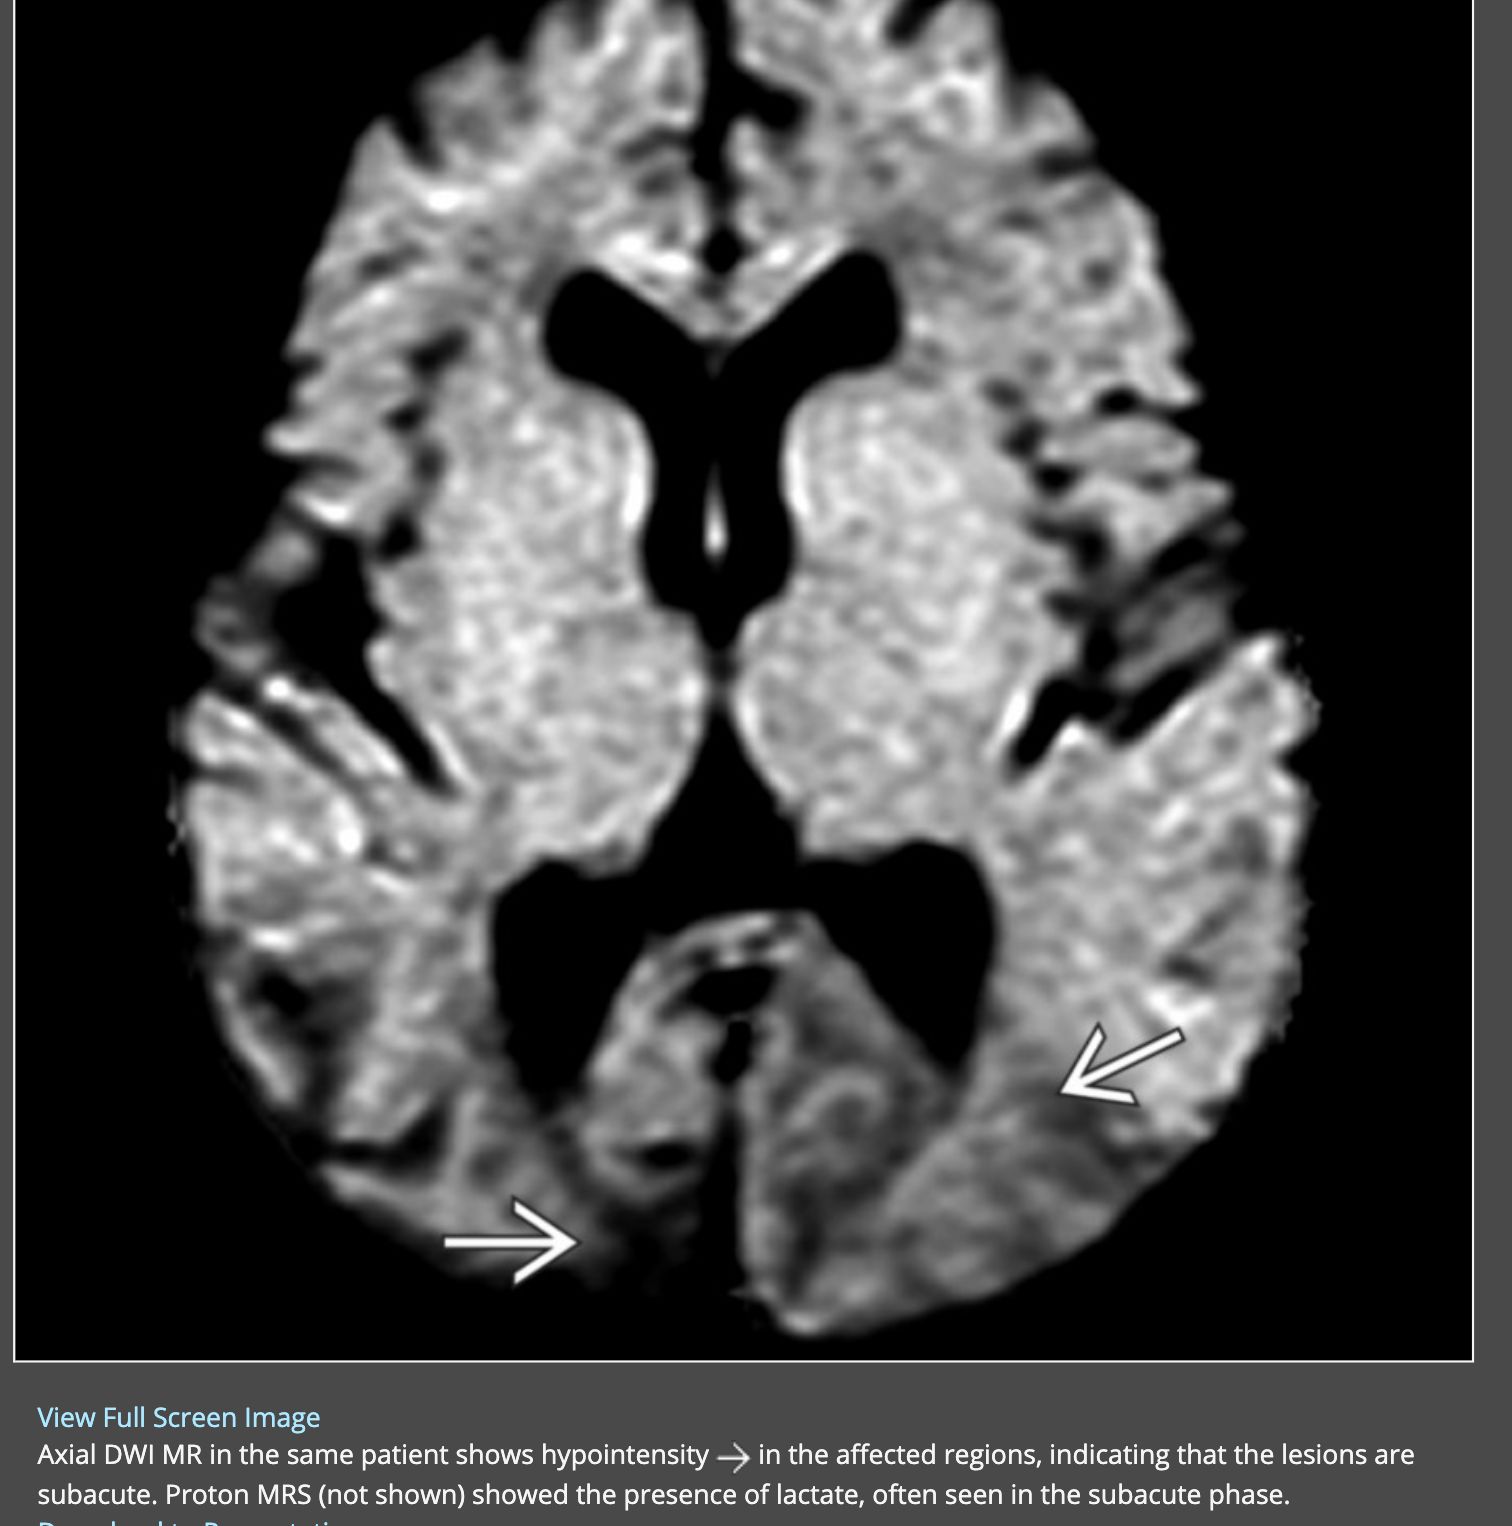 View Full Screen Image
Axial DWI MR in the same patient shows hypointensity → in the affected regions, indicating that the lesions are
subacute. Proton MRS (not shown) showed the presence of lactate, often seen in the subacute phase.